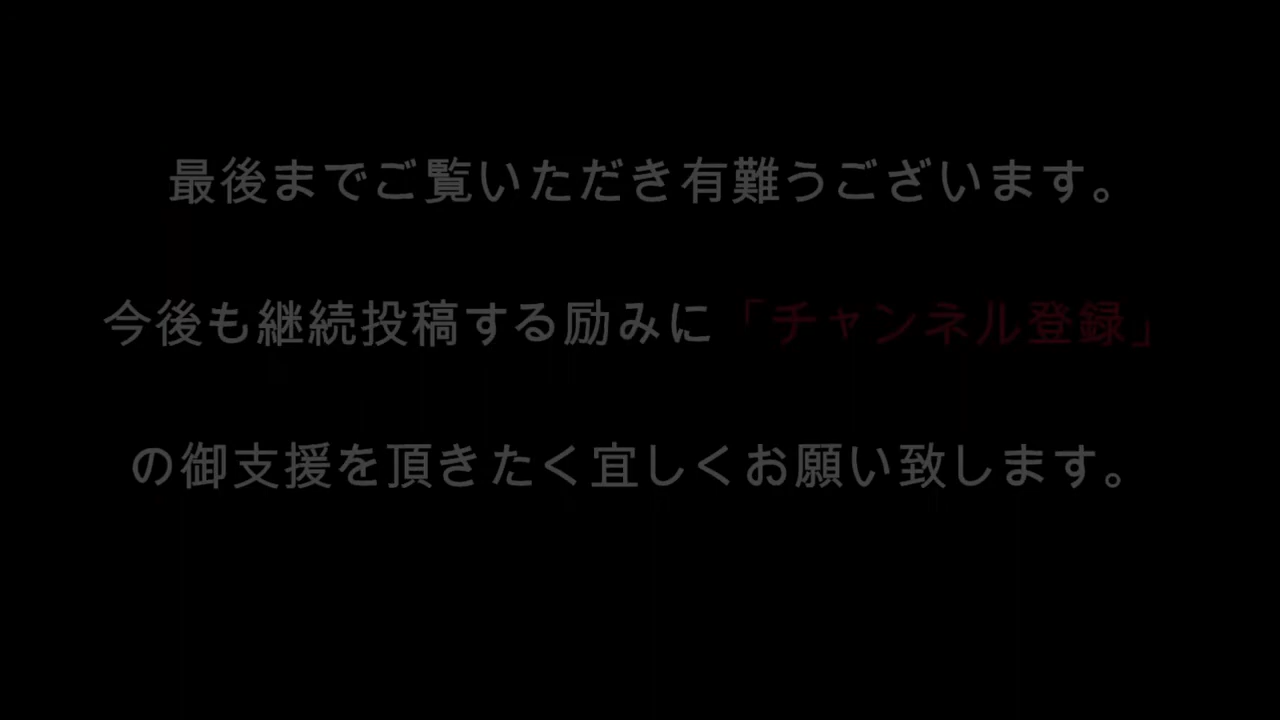 最後までご覧いただき有難うございます。
今後も継続投稿する励みに「チャンネル登録」
の御支援を頂きたく宜しくお願い致します。